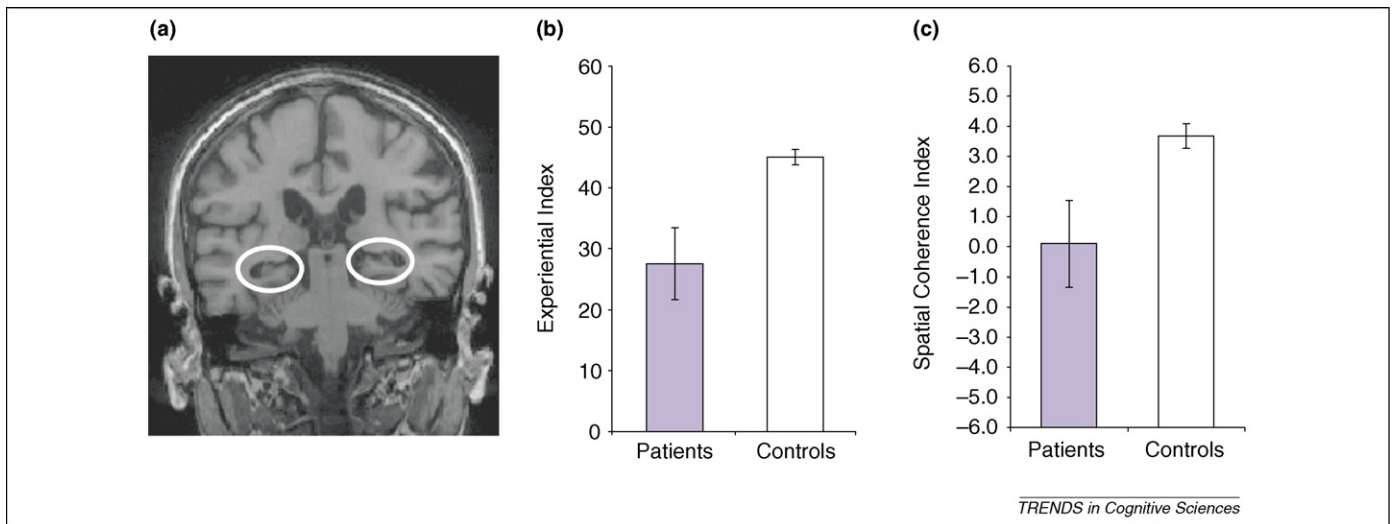 (a)
(b)
Experiential Index
60
50
40
30
20
10
0
Patients Controls
(c)
Spatial Coherence Index
6.0
5.0
4.0
3.0
2.0
1.0
0.0
–1.0
–2.0
–3.0
–4.0
–5.0
–6.0
Patients Controls
TRENDS in Cognitive Sciences